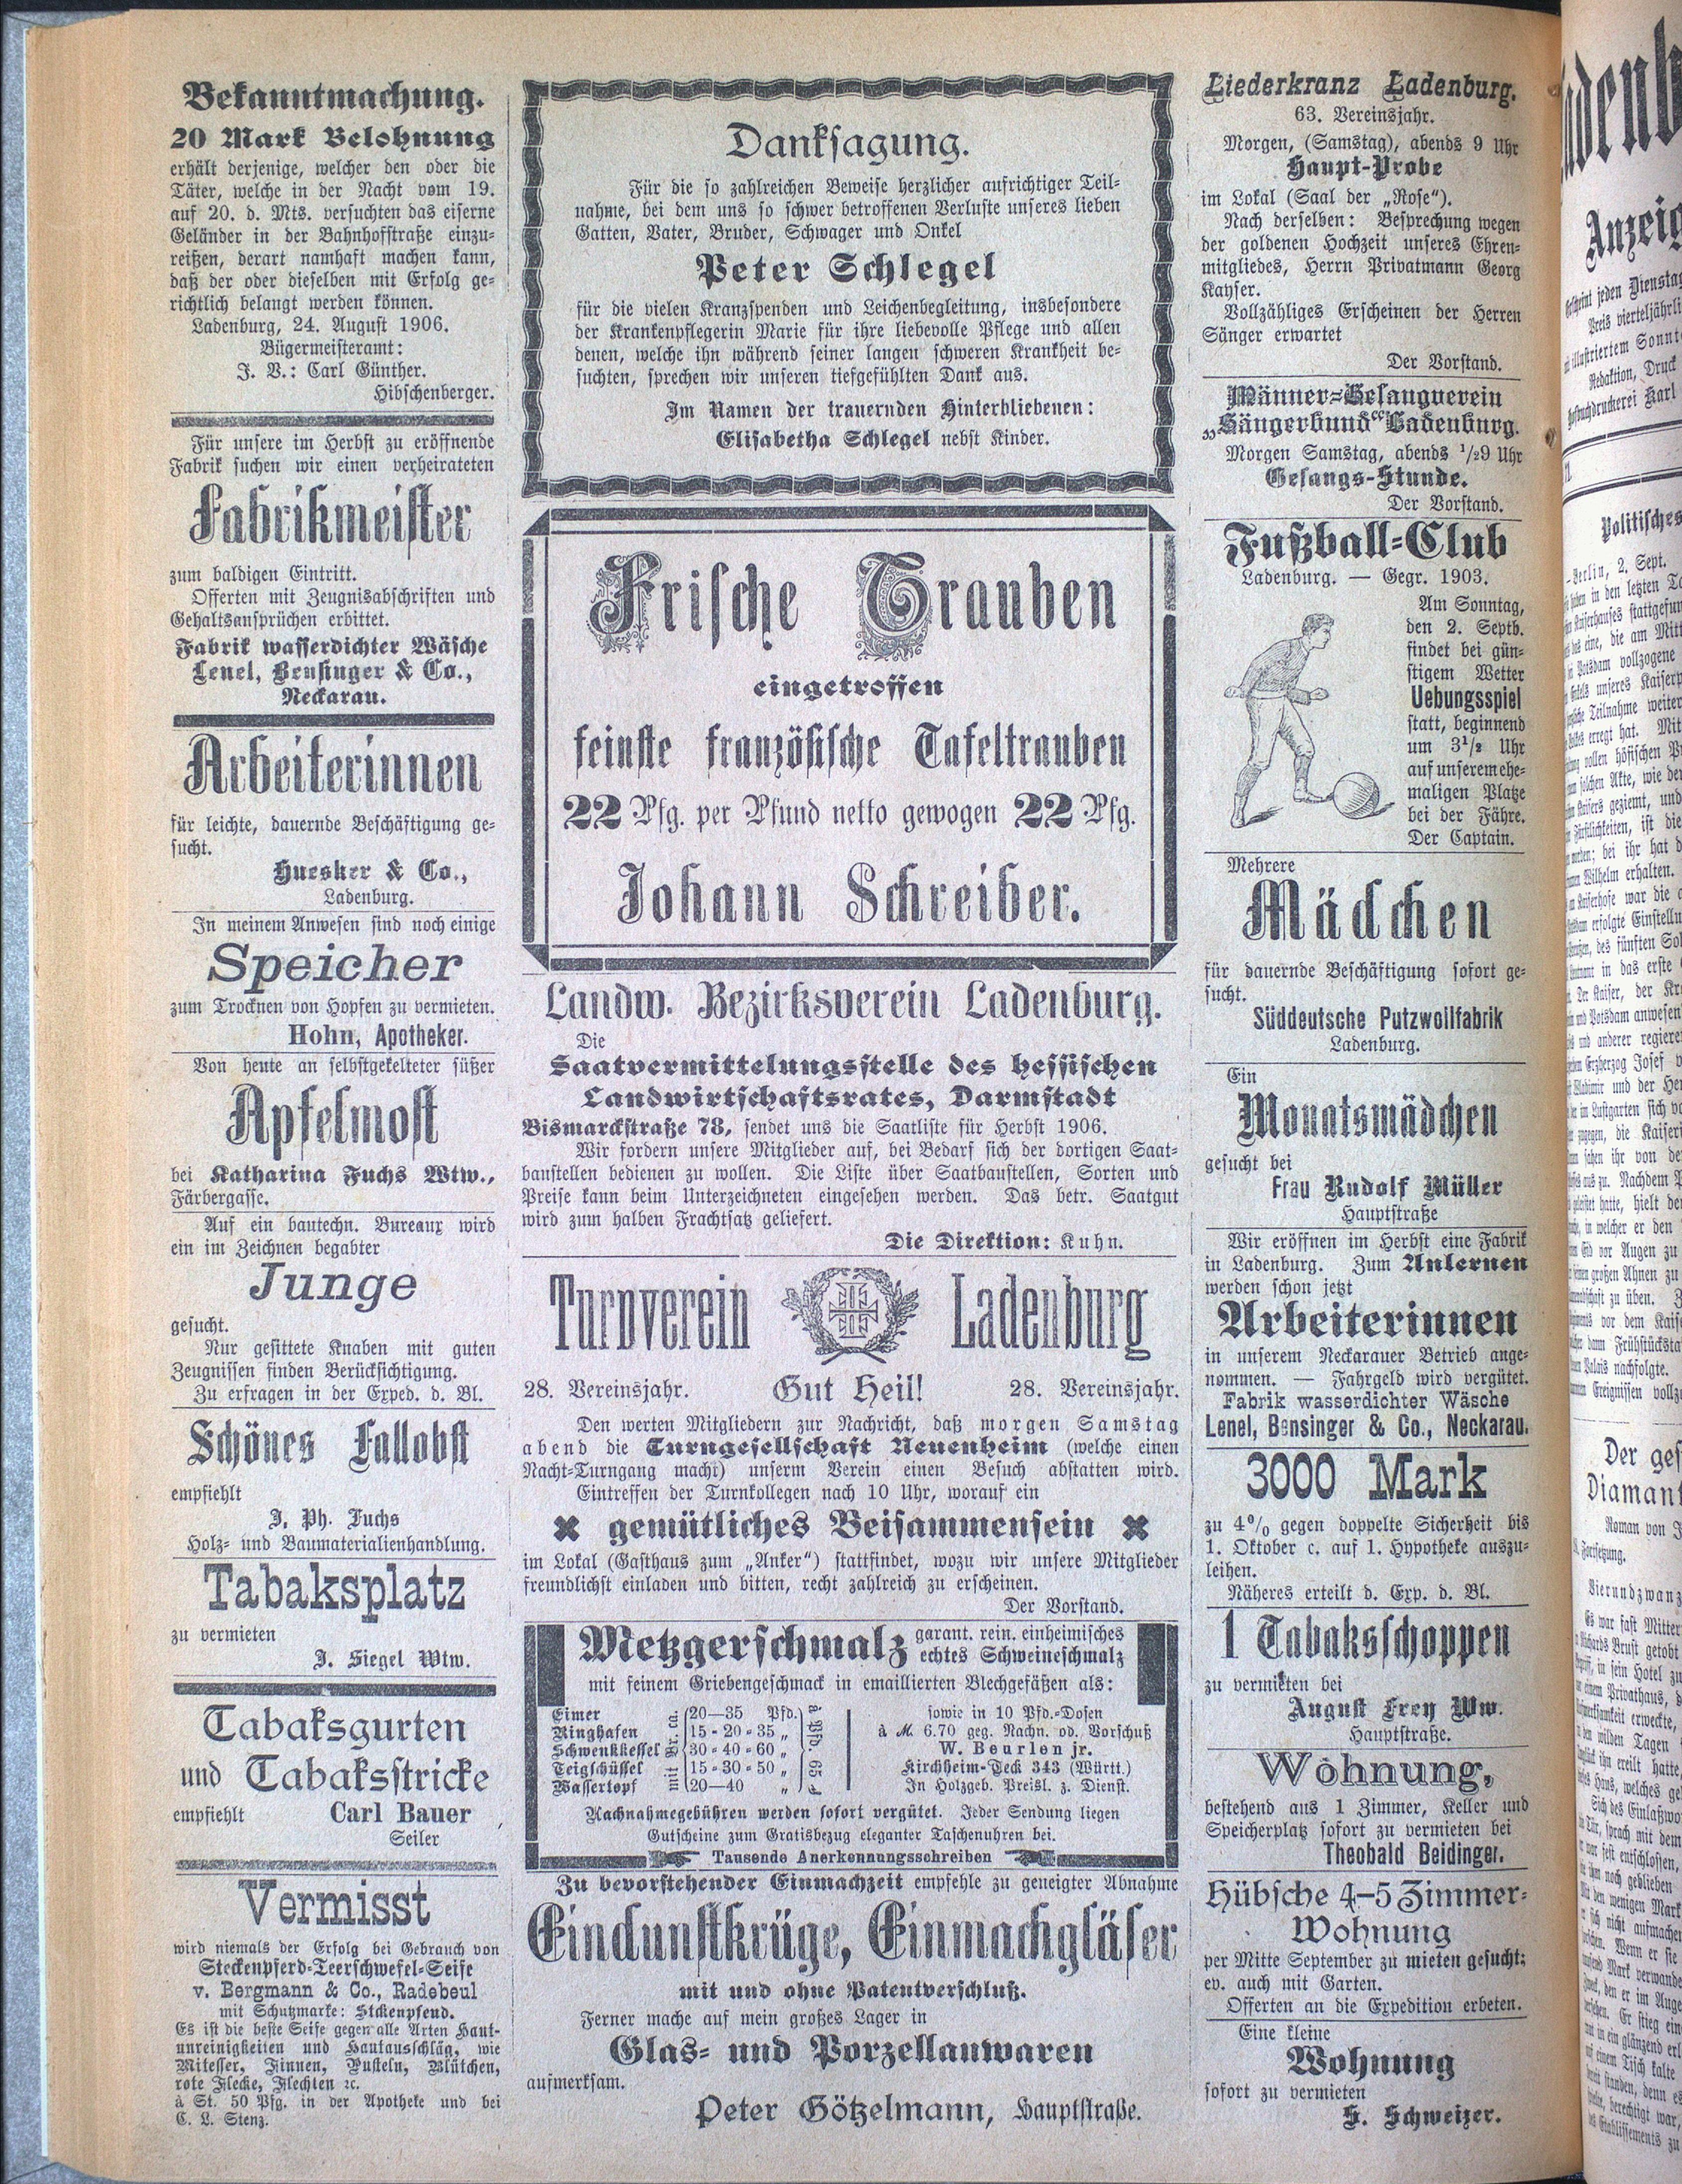 Bekanntmachung.
20 Mark Belohnung
erhält derjenige, welcher den oder die
Täter, welche in der Nacht vom 19.
auf 20. d. Mts. versuchten das eiserne
Geländer in der Bahnhofstraße einzu-
reißen, derart namhaft machen kann,
daß der oder dieselben mit Erfolg ge-
richtlich belangt werden können.
Ladenburg, 24. August 1906.
Bügermeisteramt:
J. V.: Carl Günther.
Hibschenberger.
Für unsere im Herbst zu eröffnende
Fabrik suchen wir einen verheirateten
Fabrikmeister
zum baldigen Eintritt.
Offerten mit Zeugnisabschriften und
Gehaltsansprüchen erbittet.
Fabrik wasserdichter Wäsche
Lenel, Bensinger & Co.,
Neckarau.
Arbeiterinnen
für leichte, dauernde Beschäftigung ge-
sucht.
Huesker & Co.,
Ladenburg.
In meinem Anwesen sind noch einige
Speicher
zum Trocknen von Hopfen zu vermieten.
Hohn, Apotheker.
Von heute an selbstgekelteter süßer
Apfelmost
bei Katharina Fuchs Wtw.,
Färbergasse.
Auf ein bautechn. Bureaux wird
ein im Zeichnen begabter
Junge
gesucht.
Nur gesittete Knaben mit guten
Zeugnissen finden Berücksichtigung.
Zu erfragen in der Exped. d. Bl.
Schönes Fallobst
empfiehlt
J. Ph. Fuchs
Holz- und Baumaterialienhandlung.
Tabaksplatz
zu vermieten
J. Siegel Wtw.
Tabaksgurten
und Tabaksstricke
empfiehlt Carl Bauer
Seiler
Vermisst
wird niemals der Erfolg bei Gebrauch von
Steckenpferd-Teerschwefel-Seife
v. Bergmann & Co., Radebeul
mit Schutzmarke: Stckenpfend.
Es ist die beste Seife gegen alle Arten Haut-
unreinigkeiten und Hautausschläg, wie
Mitesser, Finnen, Pusteln, Blütchen,
rote Flecke, Flechten ꝛc.
à St. 50 Pfg. in der Apotheke und bei
C. L. Stenz.
Danksagung.
Für die so zahlreichen Beweise herzlicher aufrichtiger Teil-
nahme, bei dem uns so schwer betroffenen Verluste unseres lieben
Gatten, Vater, Bruder, Schwager und Onkel
Peter Schlegel
für die vielen Kranzspenden und Leichenbegleitung, insbesondere
der Krankenpflegerin Marie für ihre liebevolle Pflege und allen
denen, welche ihn während seiner langen schweren Krankheit be-
suchten, sprechen wir unseren tiefgefühlten Dank aus.
Im Namen der trauernden Hinterbliebenen:
Elisabetha Schlegel nebst Kinder.
Frische Trauben
eingetroffen
feinste französische Tafeltrauben
22 Pfg. per Pfund netto gewogen 22 Pfg.
Johann Schreiber.
Landw. Bezirksverein Ladenburg.
Die
Saatvermittelungsstelle des hessischen
Landwirtschaftsrates, Darmstadt
Bismarckstraße 78, sendet uns die Saatliste für Herbst 1906.
Wir fordern unsere Mitglieder auf, bei Bedarf sich der dortigen Saat-
baustellen bedienen zu wollen. Die Liste über Saatbaustellen, Sorten und
Preise kann beim Unterzeichneten eingesehen werden. Das betr. Saatgut
wird zum halben Frachtsatz geliefert.
Die Direktion: Kuhn.
Turnverein Ladenburg
28. Vereinsjahr. Gut Heil! 28. Vereinsjahr.
Den werten Mitgliedern zur Nachricht, daß morgen Samstag
abend die Turngesellschaft Neuenheim (welche einen
Nacht-Turngang macht) unserm Verein einen Besuch abstatten wird.
Eintreffen der Turnkollegen nach 10 Uhr, worauf ein
✖ gemütliches Beisammensein ✖
im Lokal (Gasthaus zum „Anker“) stattfindet, wozu wir unsere Mitglieder
freundlichst einladen und bitten, recht zahlreich zu erscheinen.
Der Vorstand.
Metzgerschmalz garant. rein. einheimisches
echtes Schweineschmalz
mit feinem Griebengeschmack in emaillierten Blechgefäßen als:
Eimer 20—35 Pfd.
Ringhafen 15-20-35 „
Schwenkkessel 30-40-60 „
Teigschüssel 15-30-50 „
Wassertopf 20—40 „
mit Br. ca.
sowie in 10 Pfd.-Dosen
à M. 6.70 geg. Nachn. od. Vorschuß
W. Beurlen jr.
Kirchheim-Teck 343 (Württ.)
In Holzgeb. Preisl. z. Dienst.
Nachnahmegebühren werden sofort vergütet. Jeder Sendung liegen
Gutscheine zum Gratisbezug eleganter Taschenuhren bei.
Tausende Anerkennungsschreiben
Zu bevorstehender Einmachzeit empfehle zu geneigter Abnahme
Eindunstkrüge, Einmachgläser
mit und ohne Patentverschluß.
Ferner mache auf mein großes Lager in
Glas- und Porzellanwaren
aufmerksam.
Peter Götzelmann, Hauptstraße.
Liederkranz Ladenburg.
63. Vereinsjahr.
Morgen, (Samstag), abends 9 Uhr
Haupt-Probe
im Lokal (Saal der „Rose“).
Nach derselben: Besprechung wegen
der goldenen Hochzeit unseres Ehren-
mitgliedes, Herrn Privatmann Georg
Kayser.
Vollzähliges Erscheinen der Herren
Sänger erwartet
Der Vorstand.
Männer-Gesangverein
„Sängerbund“ Ladenburg.
Morgen Samstag, abends 1/29 Uhr
Gesangs-Stunde.
Der Vorstand.
Fußball-Club
Ladenburg. — Gegr. 1903.
Am Sonntag,
den 2. Septb.
findet bei gün-
stigem Wetter
Uebungsspiel
statt, beginnend
um 3 1/2 Uhr
auf unserem ehe-
maligen Platze
bei der Fähre.
Der Captain.
Mehrere
Mädchen
für dauernde Beschäftigung sofort ge-
sucht.
Süddeutsche Putzwollfabrik
Ladenburg.
Ein
Monatsmädchen
gesucht bei
Frau Rudolf Müller
Hauptstraße
Wir eröffnen im Herbst eine Fabrik
in Ladenburg. Zum Anlernen
werden schon jetzt
Arbeiterinnen
in unserem Neckarauer Betrieb ange-
nommen. — Fahrgeld wird vergütet.
Fabrik wasserdichter Wäsche
Lenel, Bensinger & Co., Neckarau.
3000 Mark
zu 4% gegen doppelte Sicherheit bis
1. Oktober c. auf 1. Hypotheke auszu-
leihen.
Näheres erteilt d. Exp. d. Bl.
1 Tabaksschoppen
zu vermieten bei
August Frey Ww.
Hauptstraße.
Wohnung,
bestehend aus 1 Zimmer, Keller und
Speicherplatz sofort zu vermieten bei
Theobald Beidinger.
Hübsche 4-5 Zimmer-
Wohnung
per Mitte September zu mieten gesucht;
ev. auch mit Garten.
Offerten an die Expedition erbeten.
Eine kleine
Wohnung
sofort zu vermieten
H. Schweizer.
Anzeig
Politisches
Berlin, 2. Sept.
Der ges
Diamant
Roman von J